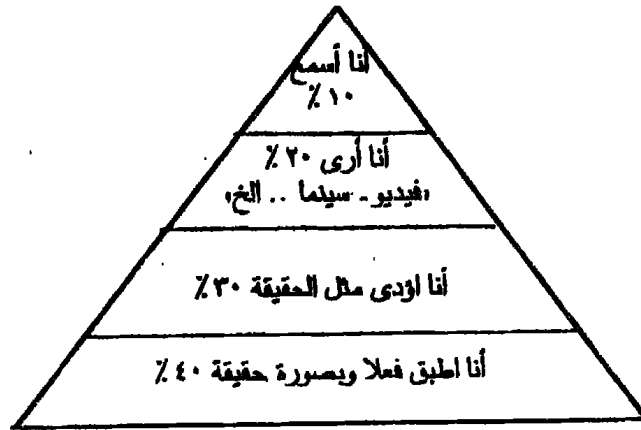 أنا أسمع
١٠ ٪
أنا أرى ٢٠ ٪
،فيديو ـ سينما .. الخ،
أنا اؤدى مثل الحقيقة ٣٠ ٪
أنا اطبق فعلا وبصورة حقيقة ٤٠ ٪